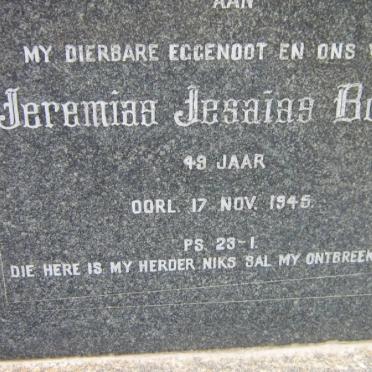 AAN
MY DIERBARE EGGENOOT EN ONS
Jeremias Jesaias
49 JAAR
OORL. 17 NOV. 1945
PS. 23-1.
DIE HERE IS MY HERDER NIKS SAL MY ONTBREEK